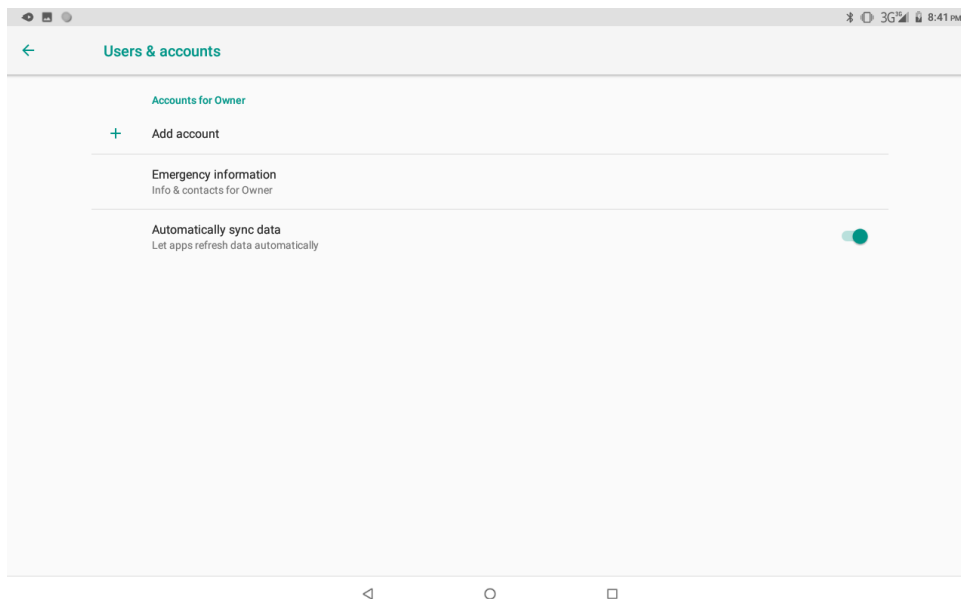 3G 3G 8:41 PM
Users & accounts
Accounts for Owner
Add account
Emergency information
Info & contacts for Owner
Automatically sync data
Let apps refresh data automatically